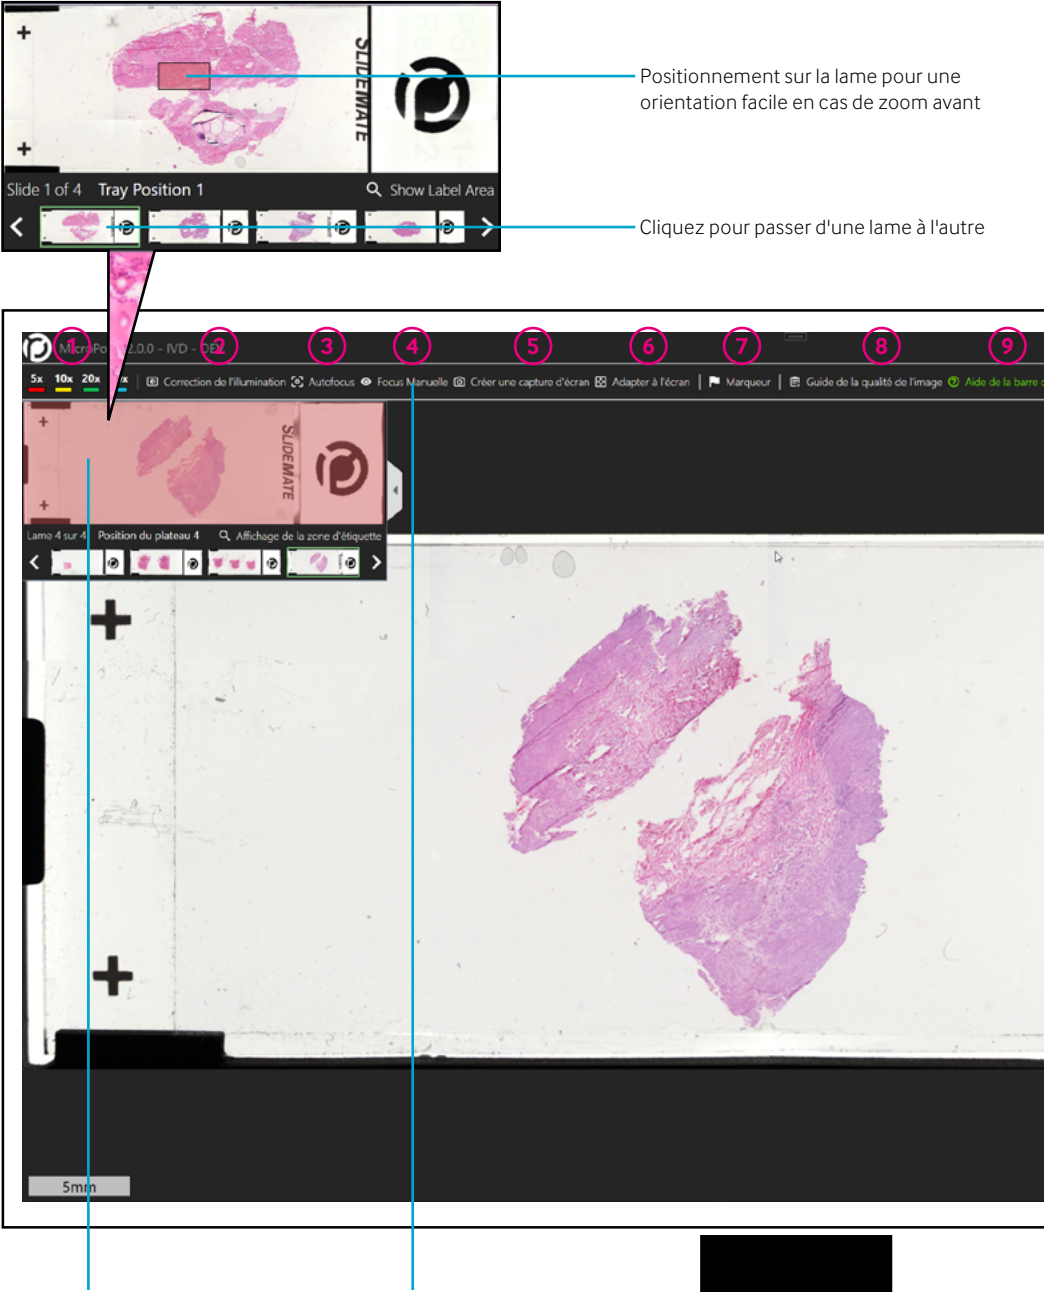 SLIDEMATE
Positionnement sur la lame pour une
orientation facile en cas de zoom avant
Slide 1 of 4 Tray Position 1 Show Label Area
Cliquez pour passer d'une lame à l'autre
1 2 3 4 5 6 7 8 9
2.0.0 - IVD -
5x 10x 20x Correction de l'illumination Autofocus Focus Manuelle Créer une capture d'écran Adapter à l'écran Marqueur Guide de la qualité de l'image Aide de la barre
SLIDEMATE
Lame 4 sur 4 Position du plateau 4 Affichage de la zone d'étiquette
5mm